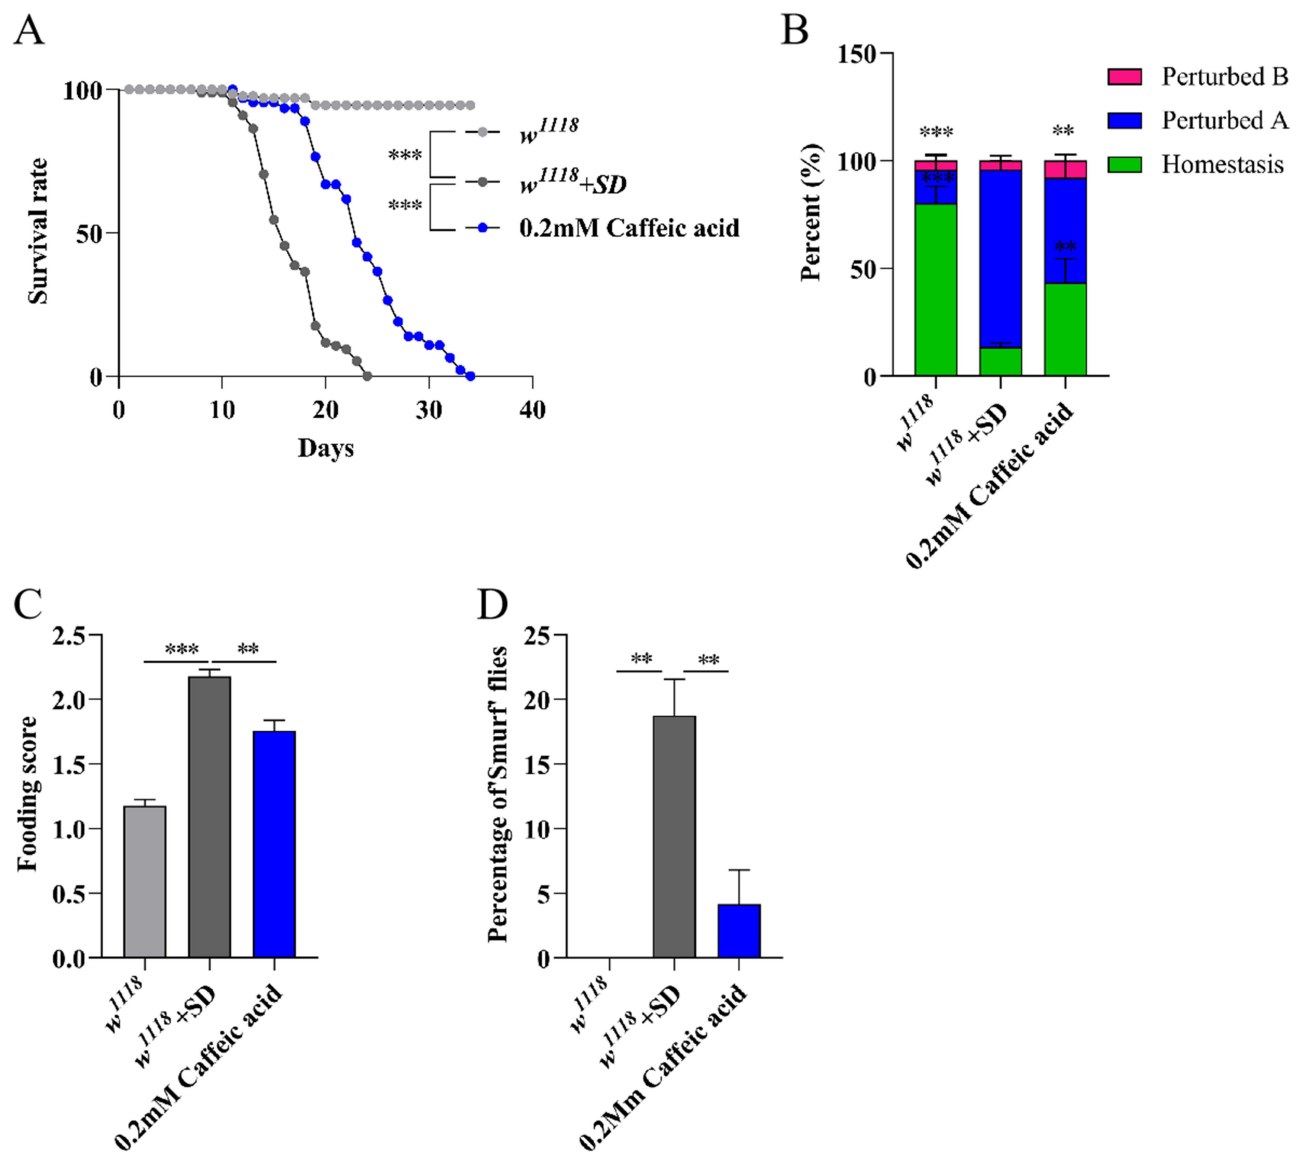 A
100
50
0
Survival rate
0 10 20 30 40
Days
w1118
w1118+SD
0.2mM Caffeic acid
***
***
B
150
100
50
0
Percent (%)
***
***
**
**
w1118
w1118+SD
0.2mM Caffeic acid
Perturbed B
Perturbed A
Homestasis
C
2.5
2.0
1.5
1.0
0.5
0.0
Fooding score
*** **
w1118
w1118+SD
0.2mM Caffeic acid
D
25
20
15
10
5
0
Percentage of'Smurf' flies
** **
w1118
w1118+SD
0.2Mm Caffeic acid